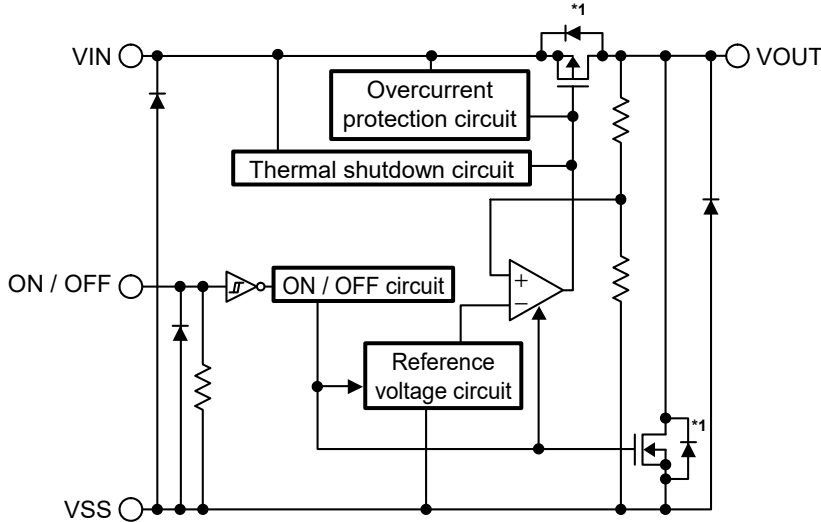 *1
VIN
VOUT
Overcurrent
protection circuit
Thermal shutdown circuit
ON / OFF
ON / OFF circuit
+
−
Reference
voltage circuit
*1
VSS